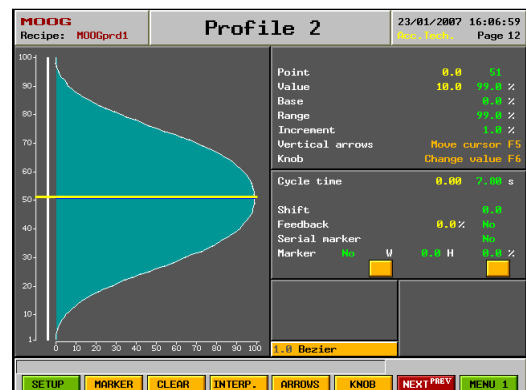 MOOG
Recipe: MOOGprd1
Profile 2
23/01/2007 16:06:59
Acc.Tech. Page 12
Point 0.0 51
Value 10.0 99.0 %
Base 0.0 %
Range 99.0 %
Increment 1.0 %
Vertical arrows Move cursor F5
Knob Change value F6
Cycle time 0.00 7.80 s
Shift 0.0
Feedback 0.0% No
Serial marker No
Marker No W 0.0 H 0.0 %
100
90
80
70
60
50
40
30
20
10
1
0 10 20 30 40 50 60 70 80 90 100
1.0 Bezier
SETUP MARKER CLEAR INTERP. ARROWS KNOB NEXT PREV MENU 1